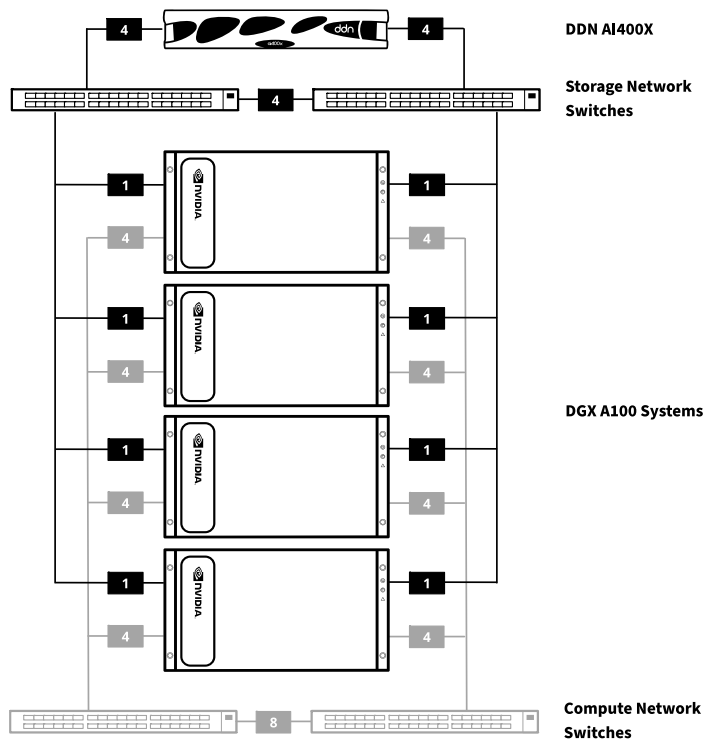 4
ddn
4
DDN AI400X
ai400x
4
Storage Network
Switches
NVIDIA
1
1
4
4
NVIDIA
1
1
4
4
DGX A100 Systems
NVIDIA
1
1
4
4
NVIDIA
1
1
4
4
8
Compute Network
Switches